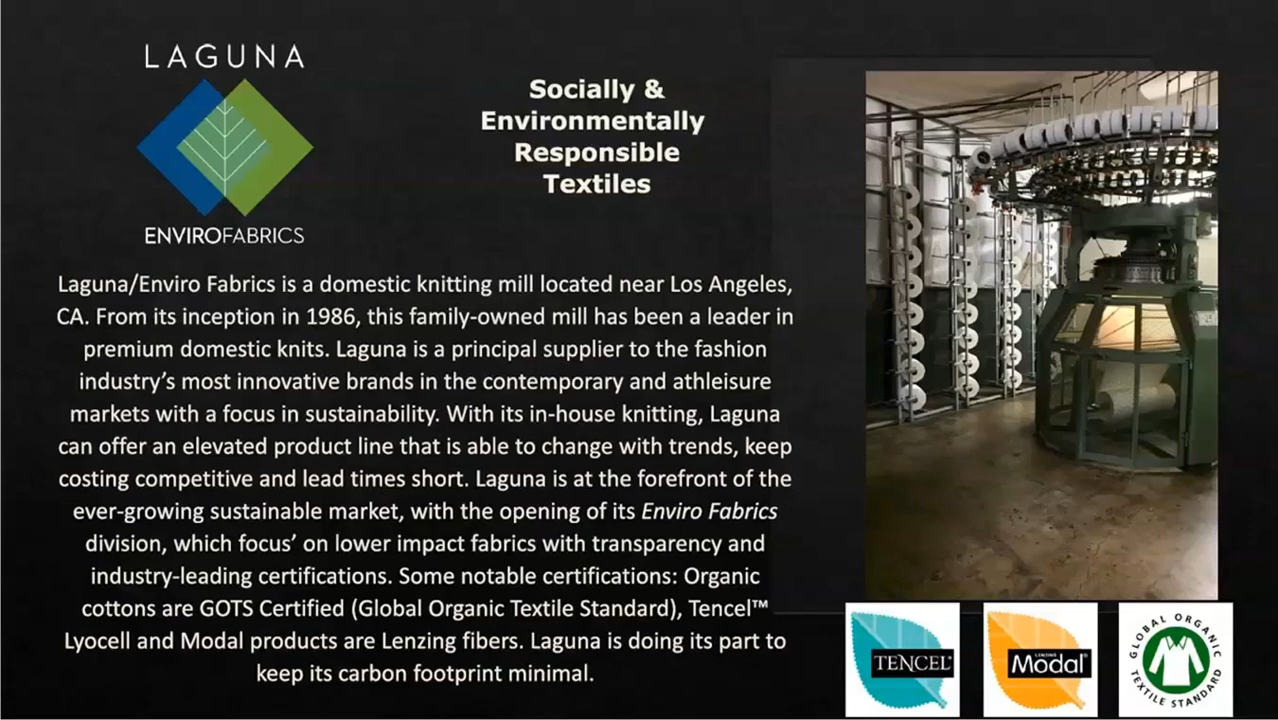 LAGUNA
ENVIROFABRICS
Socially &
Environmentally
Responsible
Textiles
Laguna/Enviro Fabrics is a domestic knitting mill located near Los Angeles,
CA. From its inception in 1986, this family-owned mill has been a leader in
premium domestic knits. Laguna is a principal supplier to the fashion
industry’s most innovative brands in the contemporary and athleisure
markets with a focus in sustainability. With its in-house knitting, Laguna
can offer an elevated product line that is able to change with trends, keep
costing competitive and lead times short. Laguna is at the forefront of the
ever-growing sustainable market, with the opening of its Enviro Fabrics
division, which focus’ on lower impact fabrics with transparency and
industry-leading certifications. Some notable certifications: Organic
cottons are GOTS Certified (Global Organic Textile Standard), Tencel™
Lyocell and Modal products are Lenzing fibers. Laguna is doing its part to
keep its carbon footprint minimal.
TENCEL®
LENZING
Modal®
GLOBAL ORGANIC
TEXTILE STANDARD